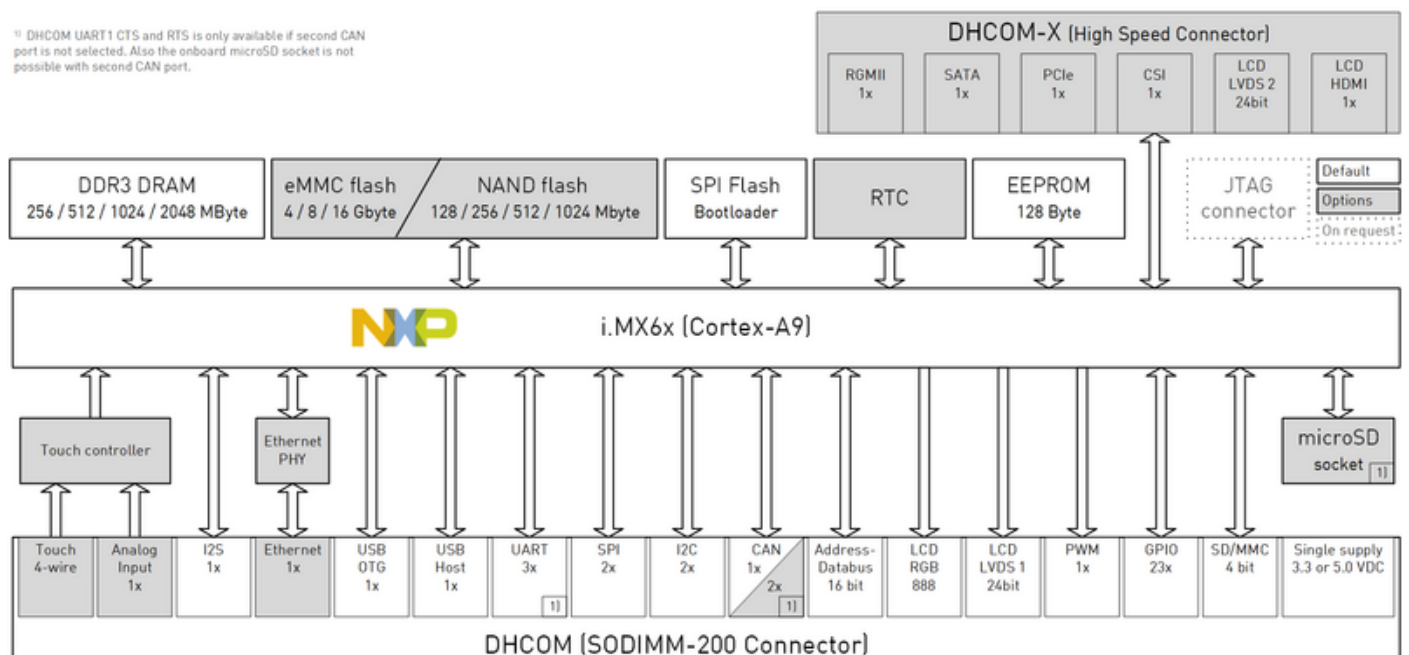 1) DHCOM UART1 CTS and RTS is only available if second CAN
port is not selected. Also the onboard microSD socket is not
possible with second CAN port.
DHCOM-X (High Speed Connector)
RGMII
1x
SATA
1x
PCIe
1x
CSI
1x
LCD
LVDS 2
24bit
LCD
HDMI
1x
DDR3 DRAM
256 / 512 / 1024 / 2048 MByte
eMMC flash
4 / 8 / 16 Gbyte
NAND flash
128 / 256 / 512 / 1024 Mbyte
SPI Flash
Bootloader
RTC
EEPROM
128 Byte
JTAG
connector
Default
Options
On request
NXP
i.MX6x (Cortex-A9)
Touch controller
Ethernet
PHY
microSD
socket
1)
Touch
4-wire
Analog
Input
1x
I2S
1x
Ethernet
1x
USB
OTG
1x
USB
Host
1x
UART
3x
1)
SPI
2x
I2C
2x
CAN
1x
2x
1)
Address-
Databus
16 bit
LCD
RGB
888
LCD
LVDS 1
24bit
PWM
1x
GPIO
23x
SD/MMC
4 bit
Single supply
3.3 or 5.0 VDC
DHCOM (SODIMM-200 Connector)